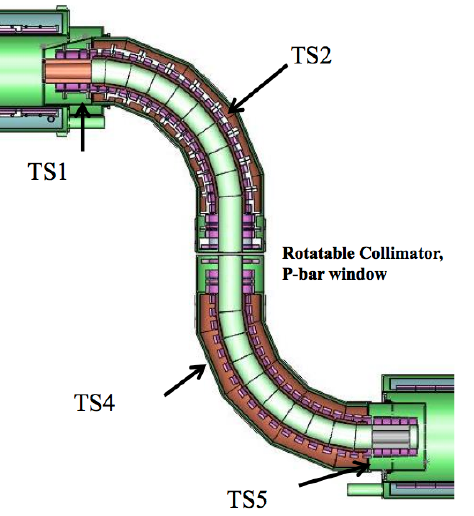 TS2
TS1
Rotatable Collimator,
P-bar window
TS4
TS5